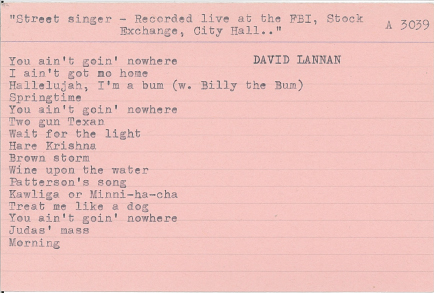 "Street singer - Recorded live at the FBI, Stock
Exchange, City Hall.." A 3039
You ain't goin' nowhere DAVID LANNAN
I ain't got mo home
Hallelujah, I'm a bum (w. Billy the Bum)
Springtime
You ain't goin' nowhere
Two gun Texan
Wait for the light
Hare Krishna
Brown storm
Wine upon the water
Patterson's song
Kawliga or Minni-ha-cha
Treat me like a dog
You ain't goin' nowhere
Judas' mass
Morning